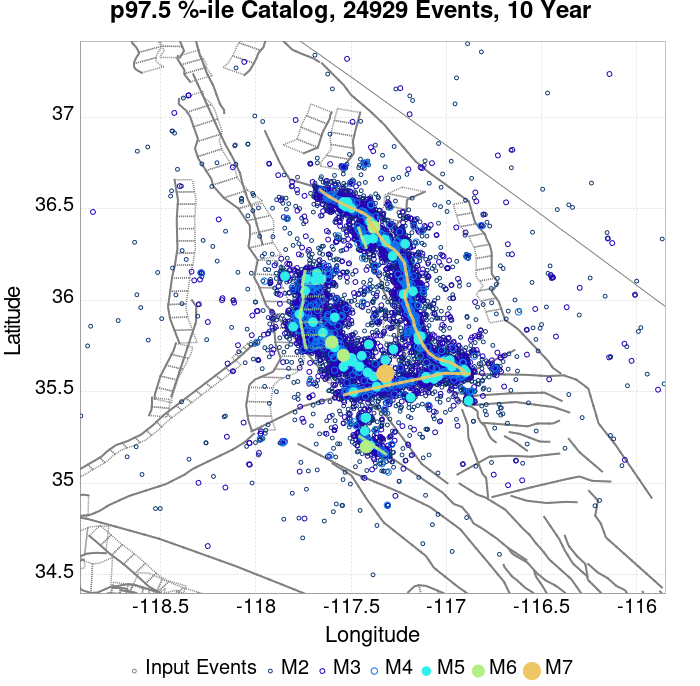 p97.5 %-ile Catalog, 24929 Events, 10 Year
37
36.5
36
35.5
35
34.5
Latitude
-118.5 -118 -117.5 -117 -116.5 -116
Longitude
Input Events M2 M3 M4 M5 M6 M7